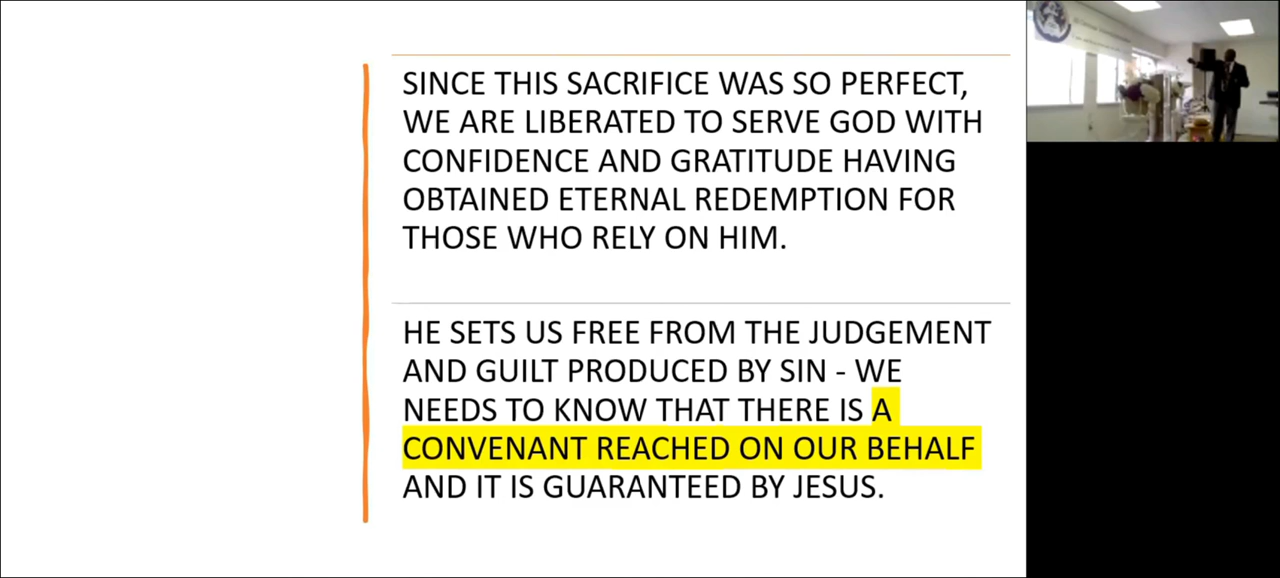 SINCE THIS SACRIFICE WAS SO PERFECT,
WE ARE LIBERATED TO SERVE GOD WITH
CONFIDENCE AND GRATITUDE HAVING
OBTAINED ETERNAL REDEMPTION FOR
THOSE WHO RELY ON HIM.
HE SETS US FREE FROM THE JUDGEMENT
AND GUILT PRODUCED BY SIN - WE
NEEDS TO KNOW THAT THERE IS A
CONVENANT REACHED ON OUR BEHALF
AND IT IS GUARANTEED BY JESUS.